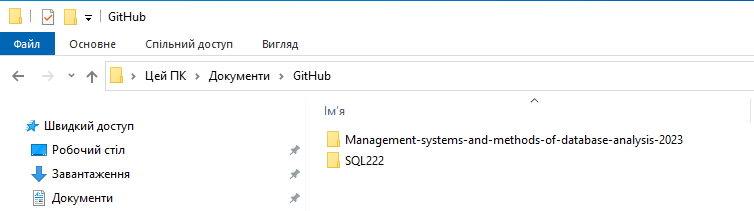 GitHub
Файл Основне Спільний доступ Вигляд
Цей ПК Документи GitHub
Ім’я
Швидкий доступ
Management-systems-and-methods-of-database-analysis-2023
Робочий стіл
SQL222
Завантаження
Документи